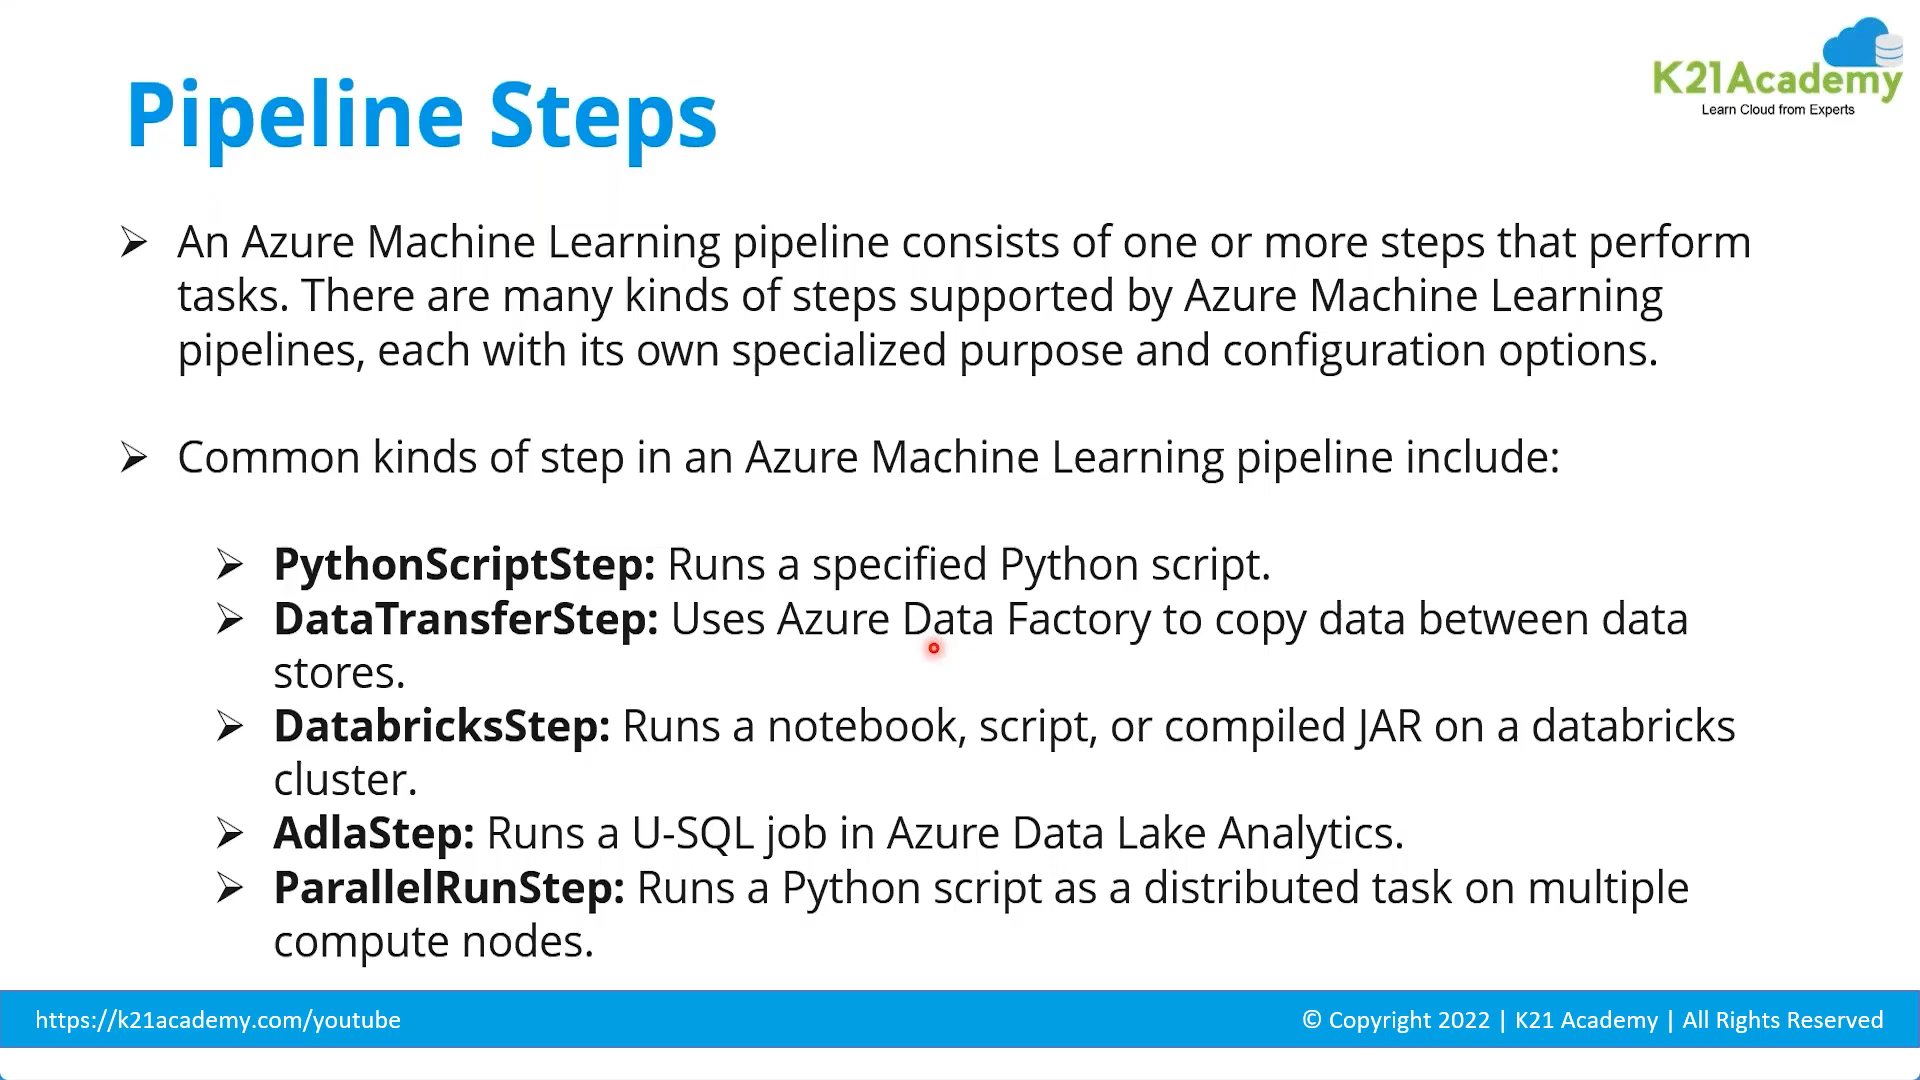 K21Academy
Learn Cloud from Experts
Pipeline Steps
An Azure Machine Learning pipeline consists of one or more steps that perform
tasks. There are many kinds of steps supported by Azure Machine Learning
pipelines, each with its own specialized purpose and configuration options.
Common kinds of step in an Azure Machine Learning pipeline include:
PythonScriptStep: Runs a specified Python script.
DataTransferStep: Uses Azure Data Factory to copy data between data
stores.
DatabricksStep: Runs a notebook, script, or compiled JAR on a databricks
cluster.
AdlaStep: Runs a U-SQL job in Azure Data Lake Analytics.
ParallelRunStep: Runs a Python script as a distributed task on multiple
compute nodes.
https://k21academy.com/youtube
© Copyright 2022 | K21 Academy | All Rights Reserved